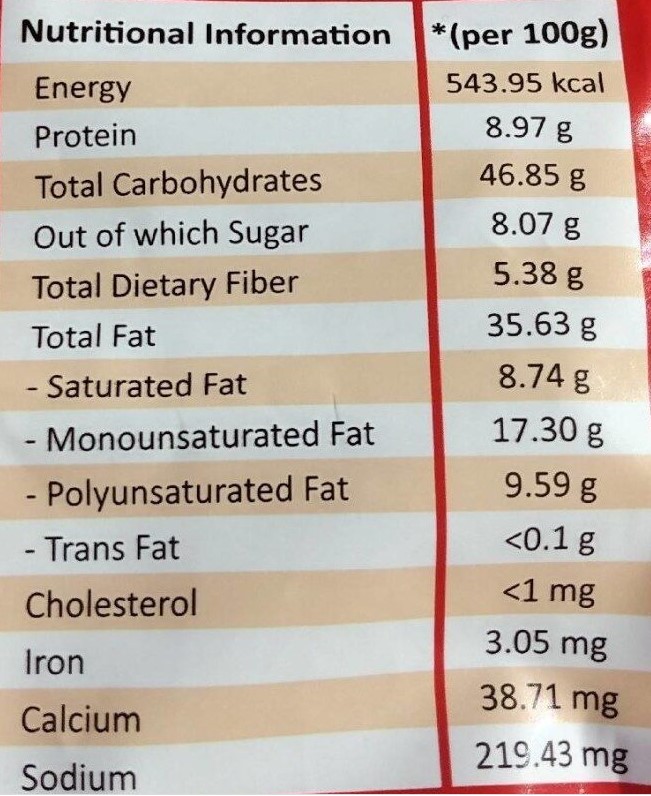 Nutritional Information *(per 100g)
Energy 543.95 kcal
Protein 8.97 g
Total Carbohydrates 46.85 g
Out of which Sugar 8.07 g
Total Dietary Fiber 5.38 g
Total Fat 35.63 g
- Saturated Fat 8.74 g
- Monounsaturated Fat 17.30 g
- Polyunsaturated Fat 9.59 g
- Trans Fat <0.1 g
Cholesterol <1 mg
Iron 3.05 mg
Calcium 38.71 mg
Sodium 219.43 mg